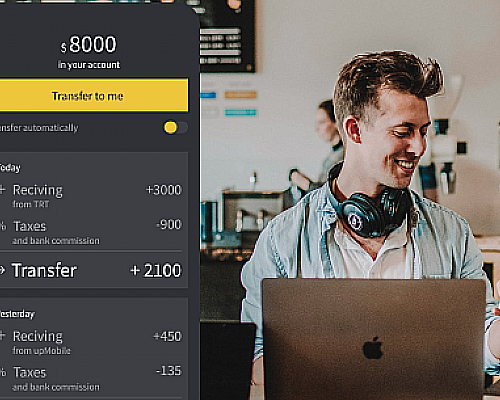 $ 8000
in your account
Transfer to me
nsfer automatically
oday
+ Reciving +3000
from TRT
% Taxes -900
and bank commission
Transfer + 2100
esterday
+ Reciving +450
from upMobile
% Taxes -135
and bank commission